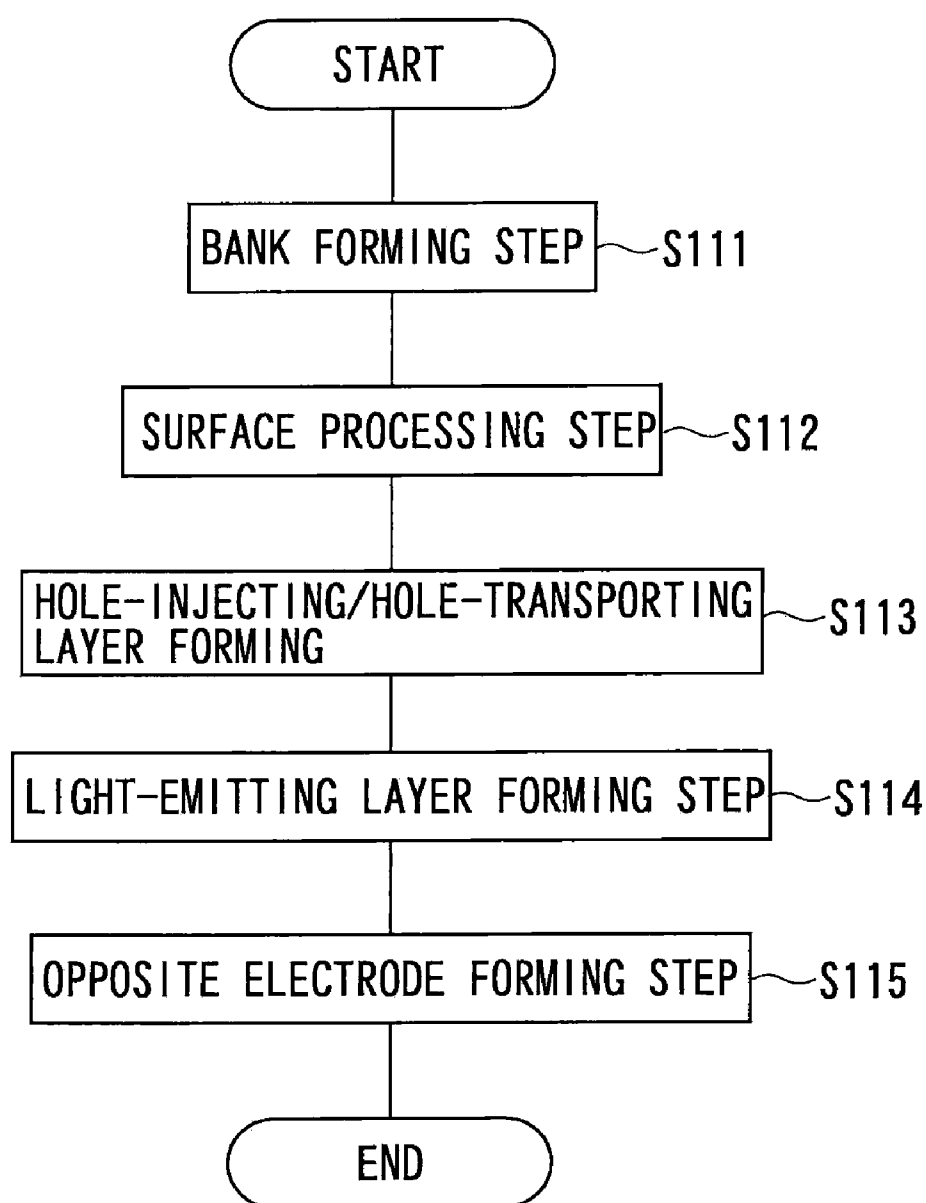 START
BANK FORMING STEP
S111
SURFACE PROCESSING STEP
S112
HOLE-INJECTING/HOLE-TRANSPORTING
LAYER FORMING
S113
LIGHT-EMITTING LAYER FORMING STEP
S114
OPPOSITE ELECTRODE FORMING STEP
S115
END